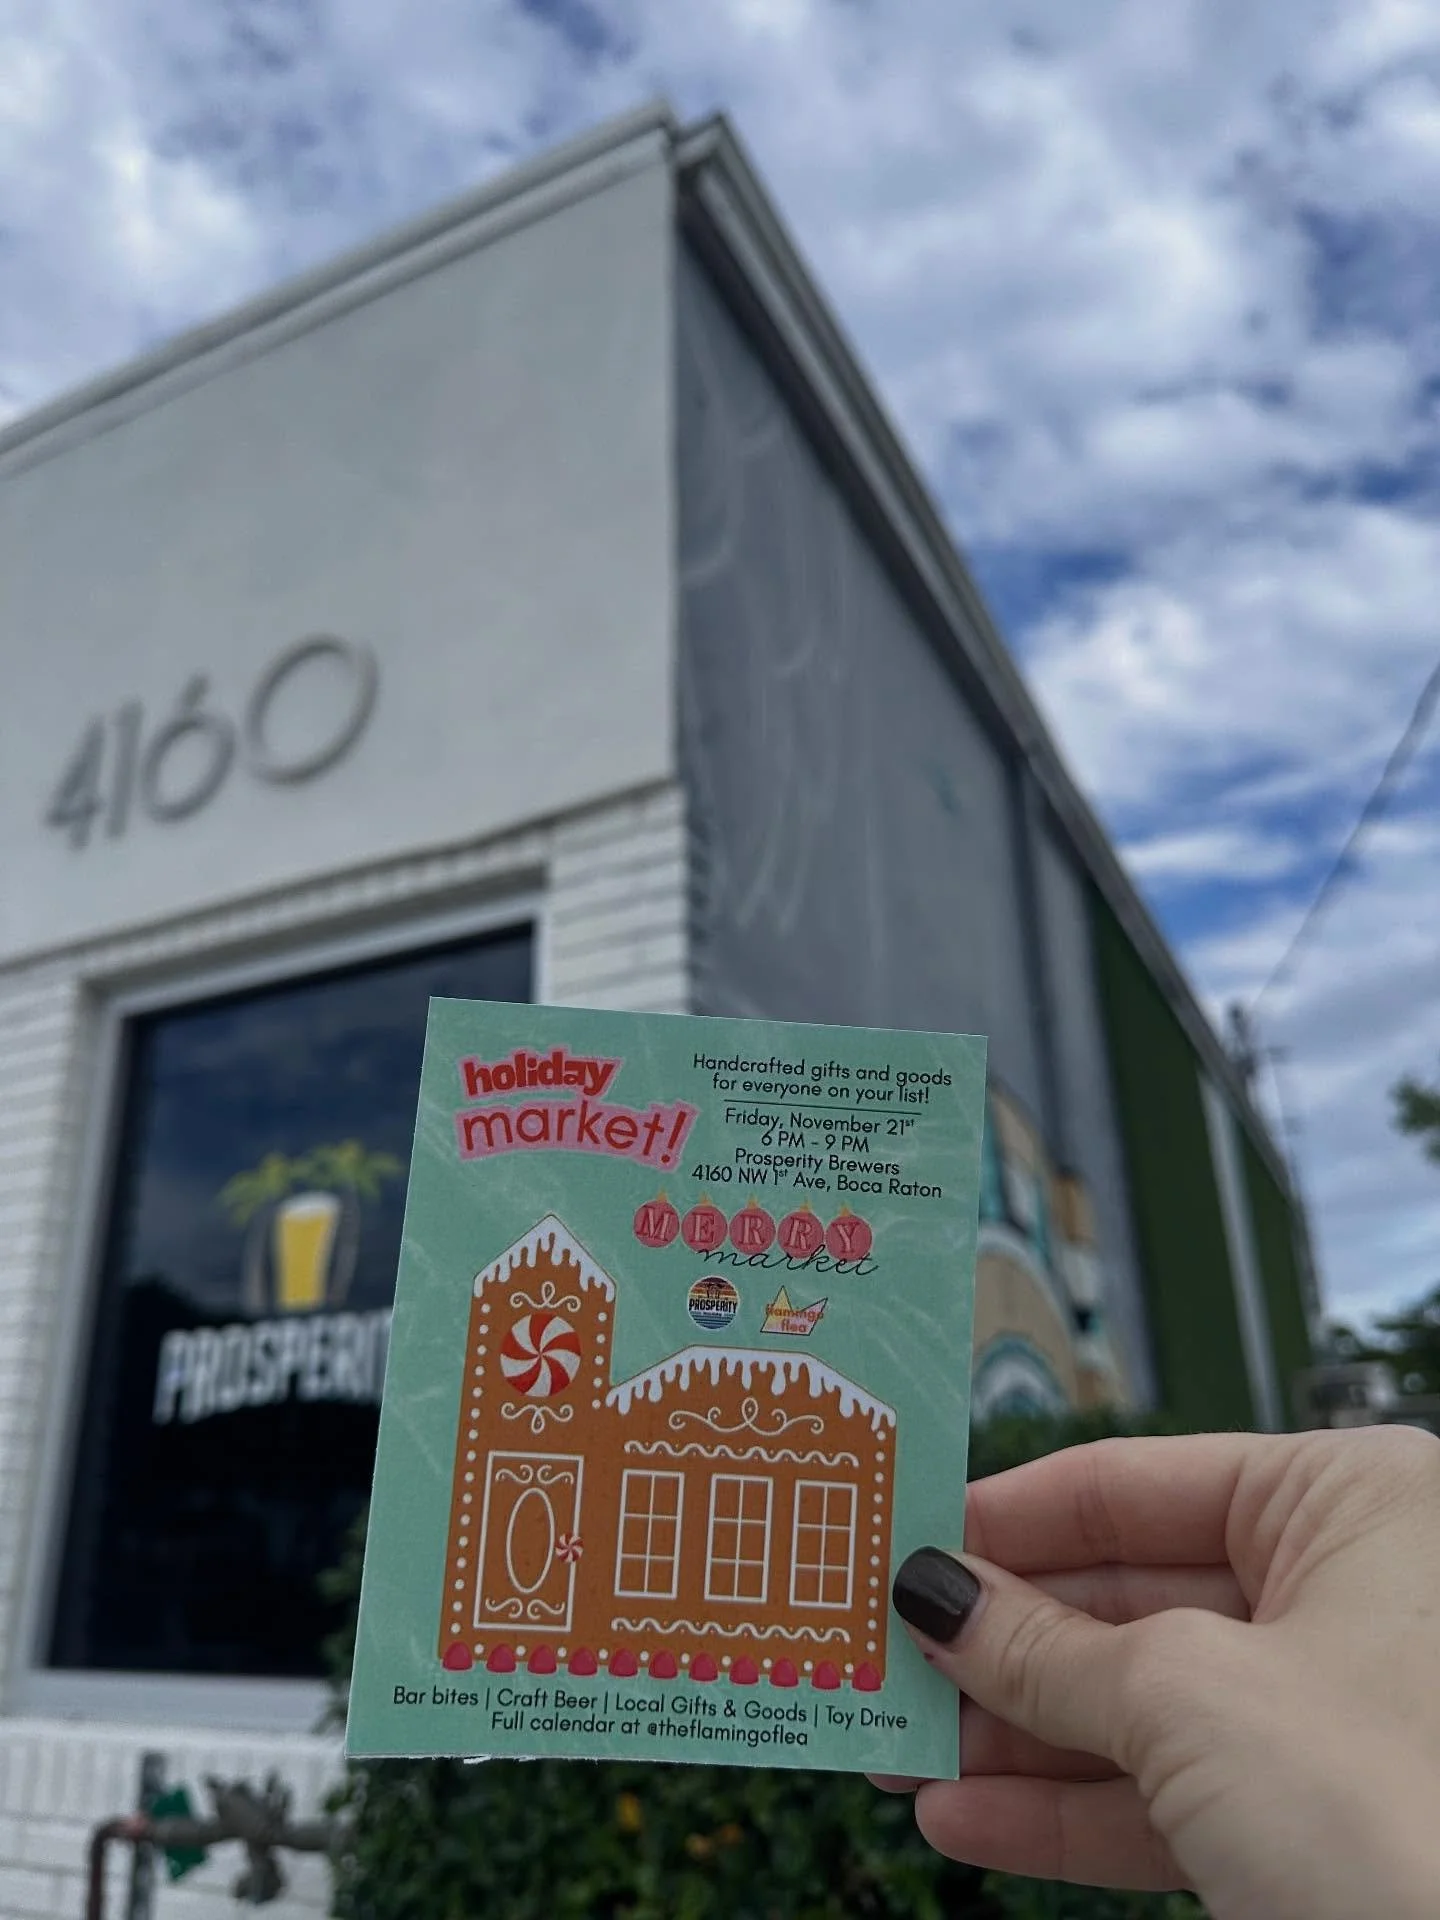 4160
PROSPERI
holiday
market!
Handcrafted gifts and goods
for everyone on your list!
Friday, November 21st
6 PM - 9 PM
Prosperity Brewers
4160 NW 1st Ave, Boca Raton
MERRY
market
PROSPERITY
flamingo
flea
Bar bites | Craft Beer | Local Gifts & Goods | Toy Drive
Full calendar at @theflamingoflea